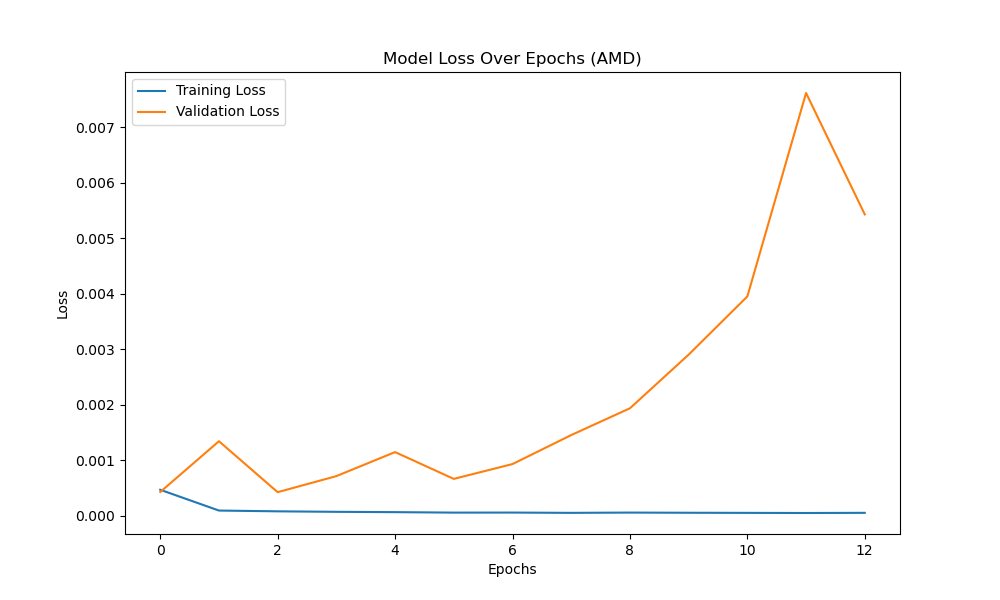 Model Loss Over Epochs (AMD)
Training Loss
Validation Loss
0.007
0.006
0.005
0.004
0.003
0.002
0.001
0.000
Loss
0 2 4 6 8 10 12
Epochs